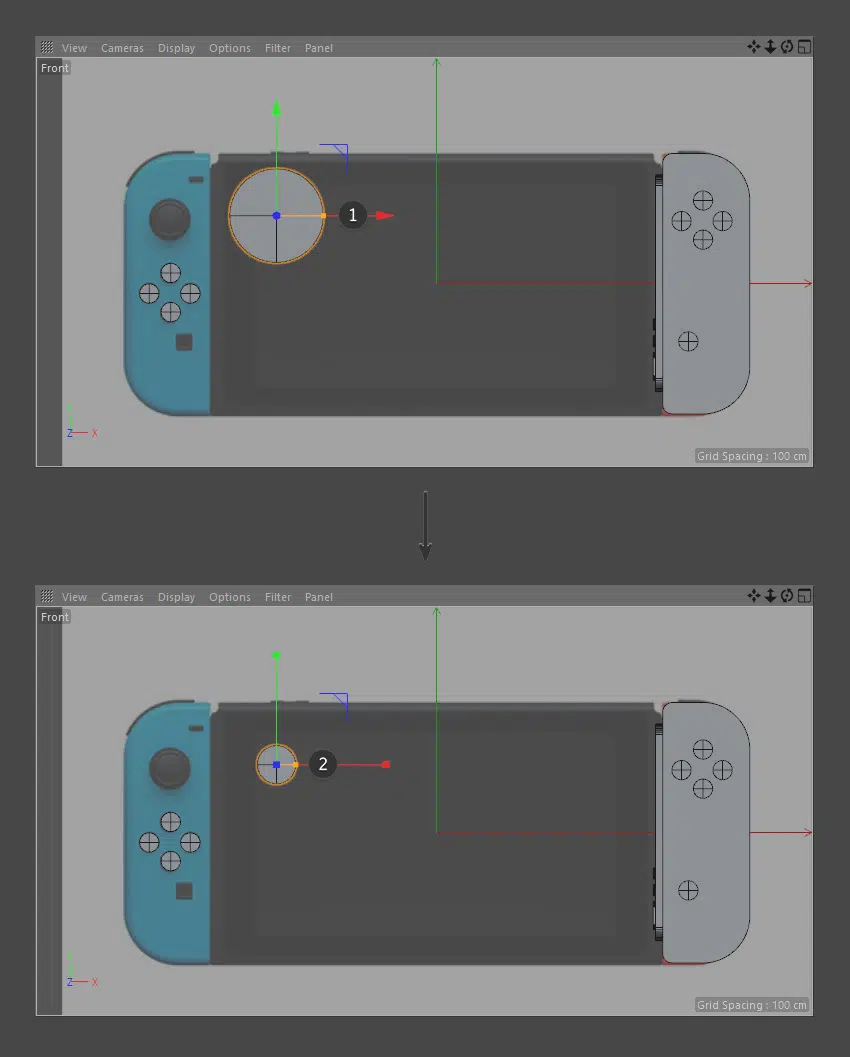 View Cameras Display Options Filter Panel
Front
1
Y
Z X
Grid Spacing : 100 cm
View Cameras Display Options Filter Panel
Front
2
Y
Z X
Grid Spacing : 100 cm